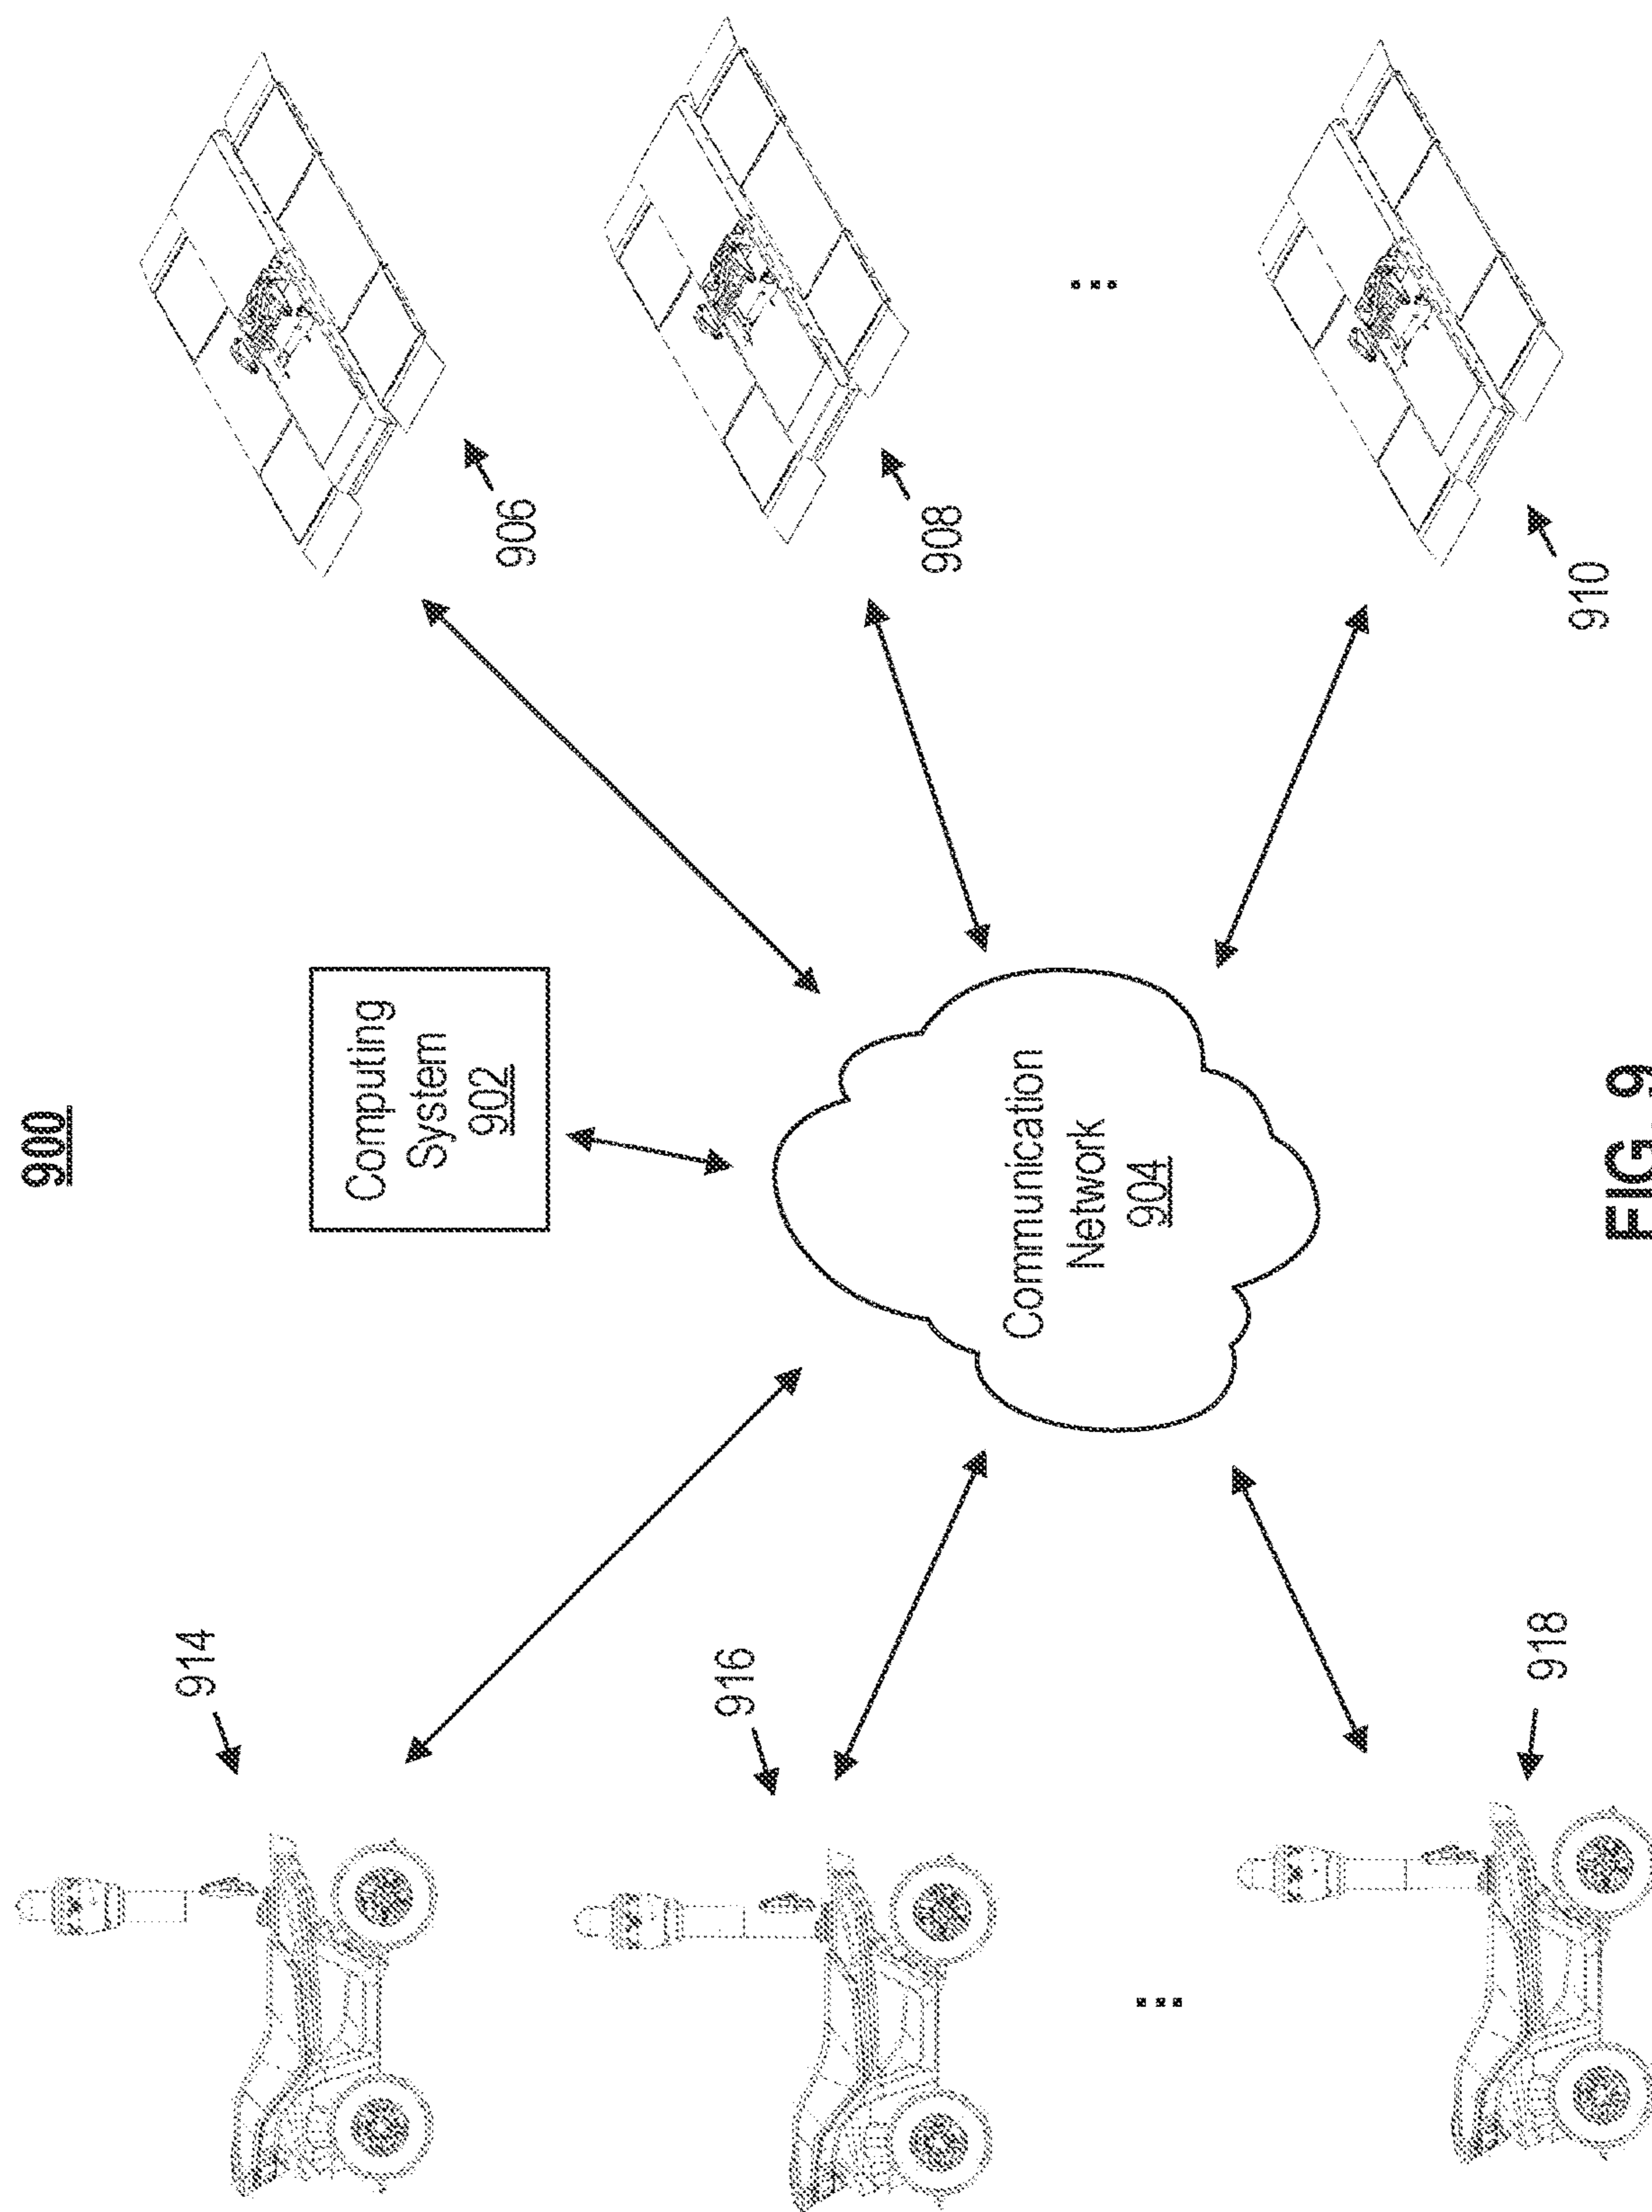 900
Computing
System
902
914
906
916
Communication
Network
904
908
...
...
918
910
FIG. 9